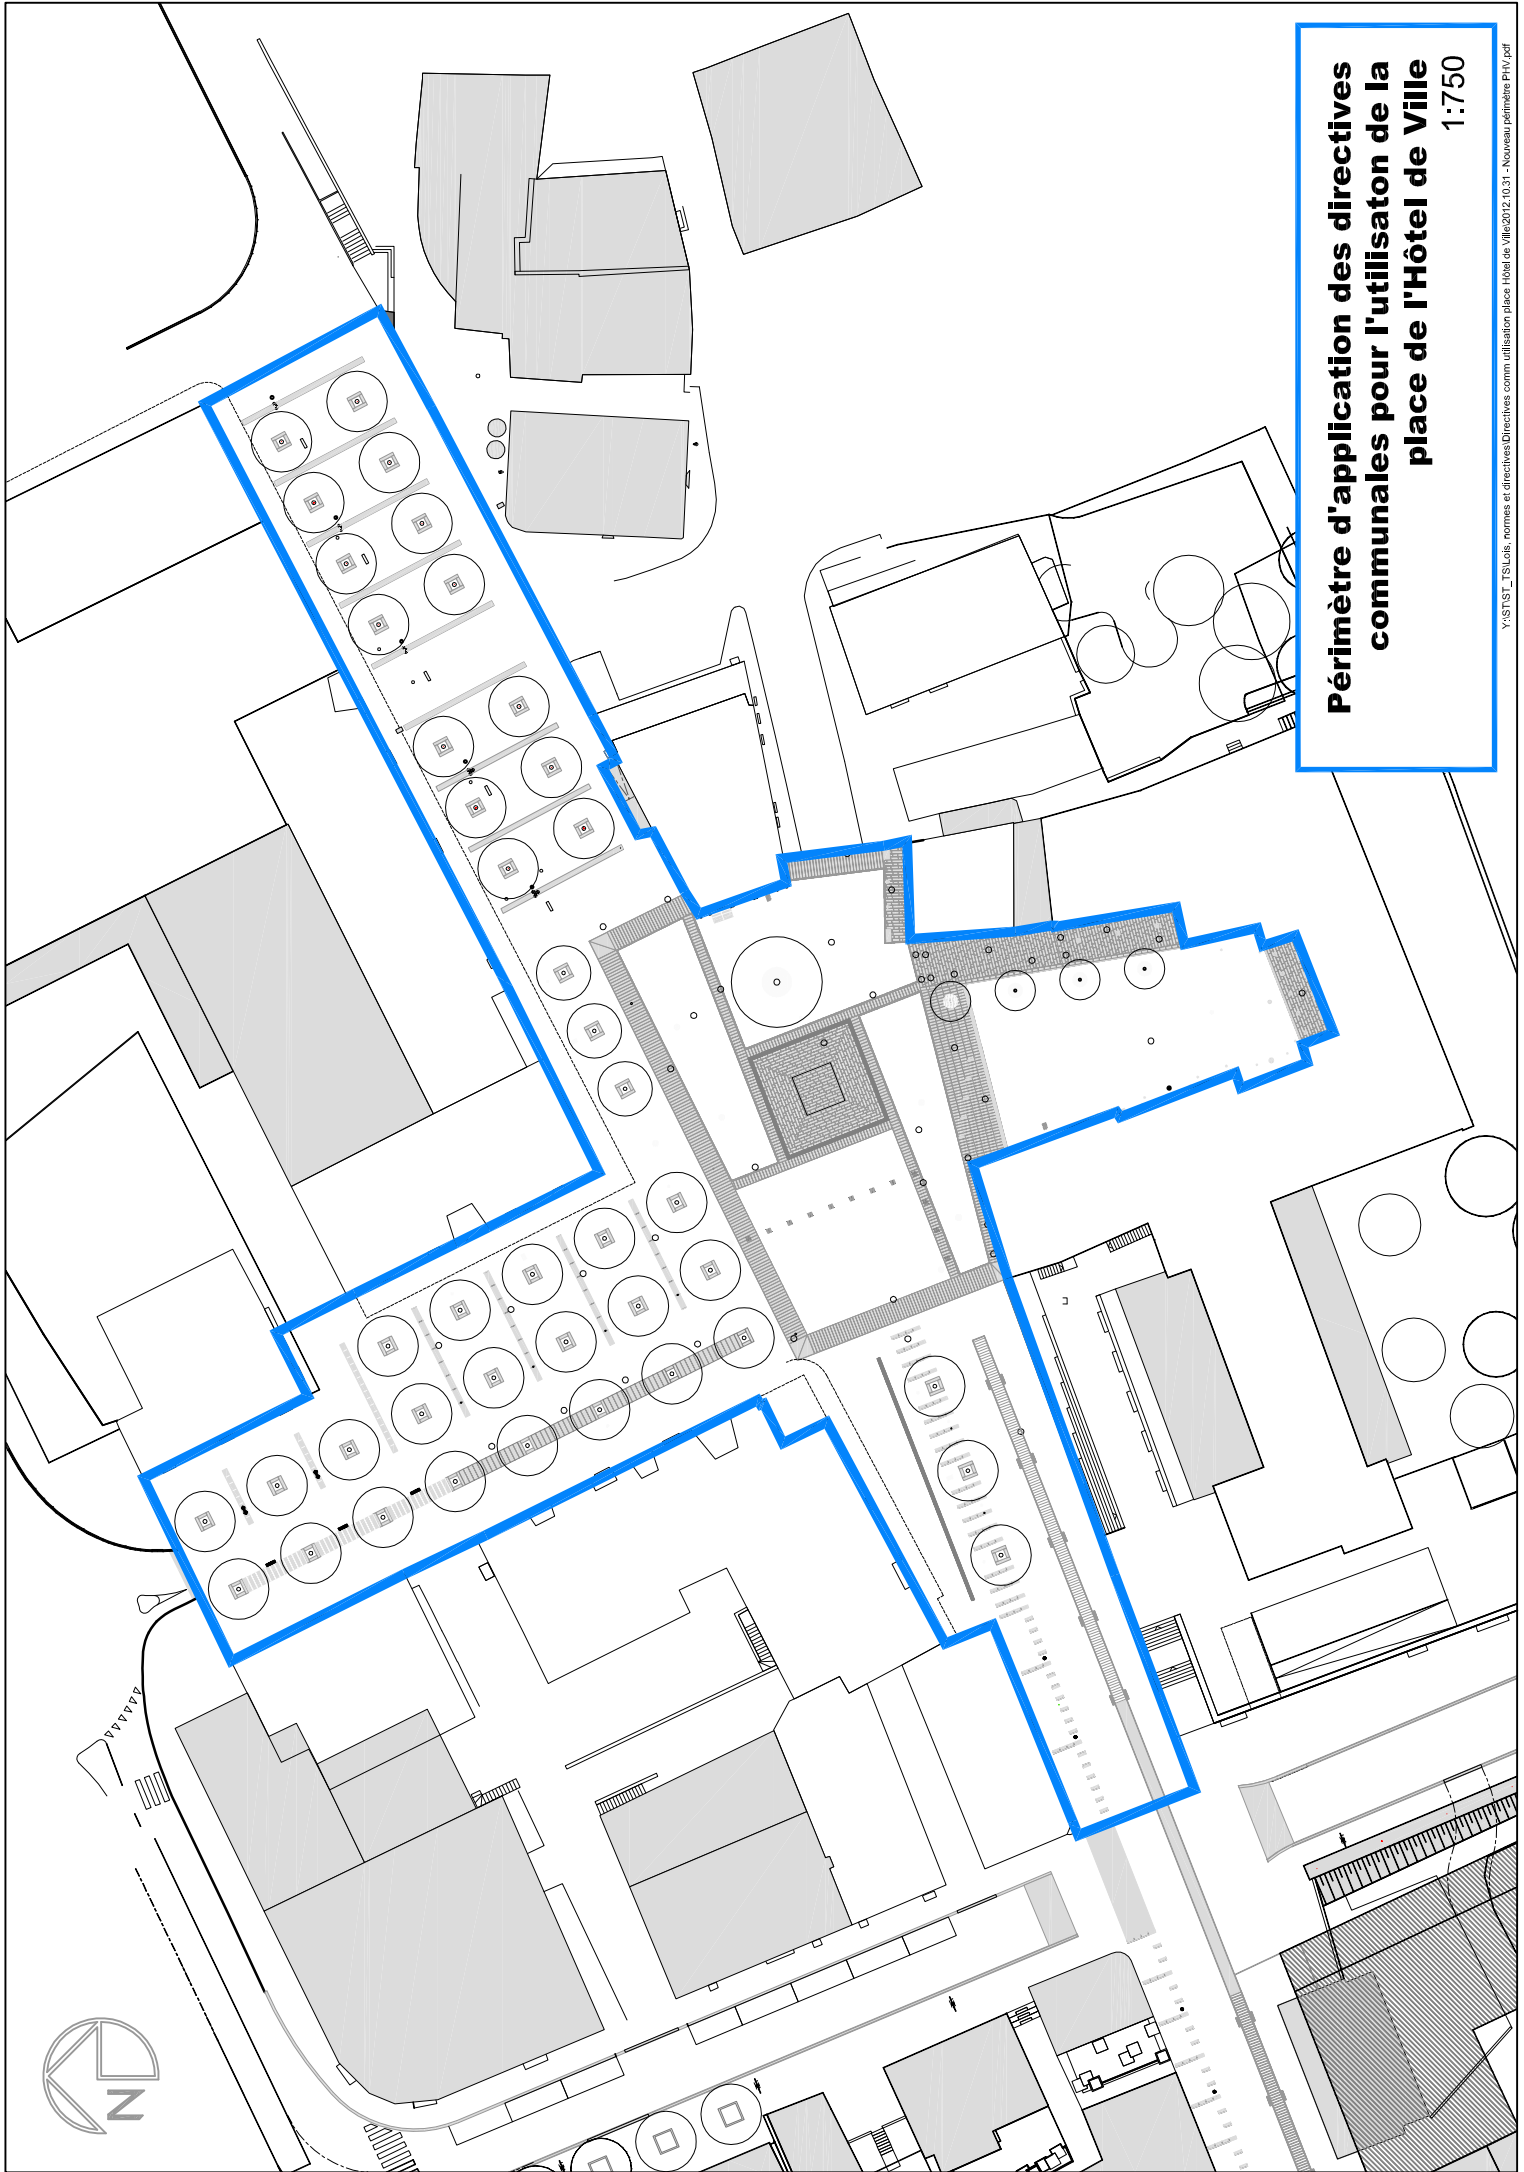 Périmètre d'application des directives
communales pour l'utilisaton de la
place de l'Hôtel de Ville
1:750
Y:\ST\ST_TS\Lois, normes et directives\Directives comm utilisation place Hôtel de Ville\2012.10.31 - Nouveau périmètre PHV.pdf
N